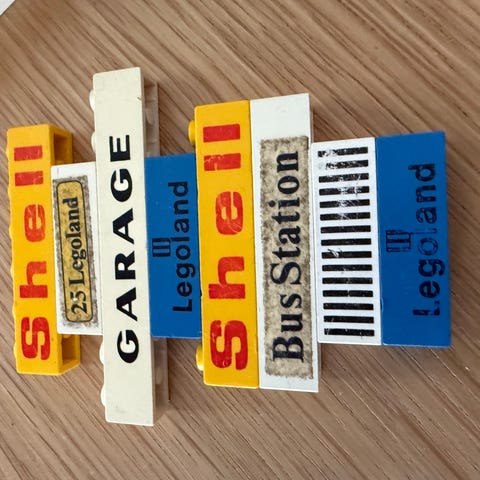 Shell
25 Legoland
GARAGE
Legoland
Shell
Bus Station
Legoland